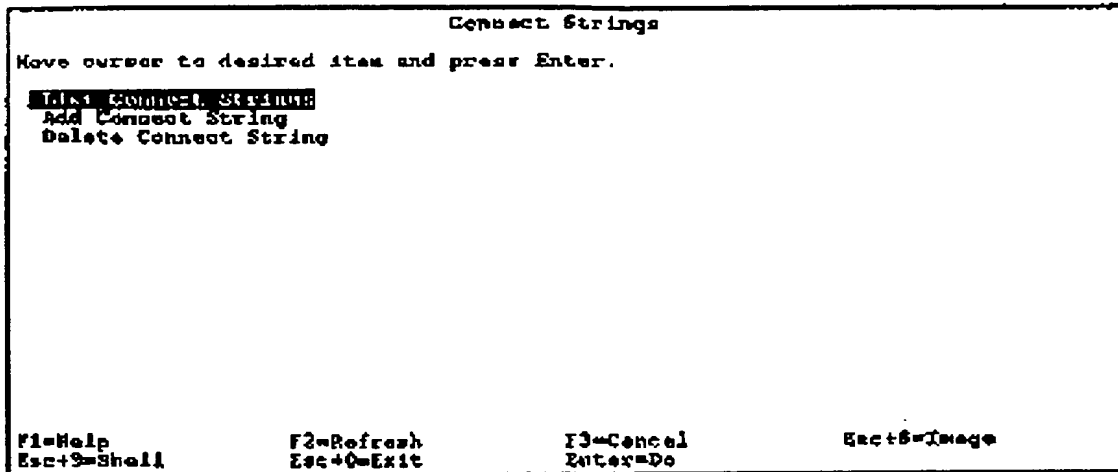 Connect Strings
Move cursor to desired item and press Enter.
List Connect Strings
Add Connect String
Delete Connect String
F1=Help F2=Refresh F3=Cancel Esc+8=Image
Esc+9=Shell Esc+0=Exit Enter=Do